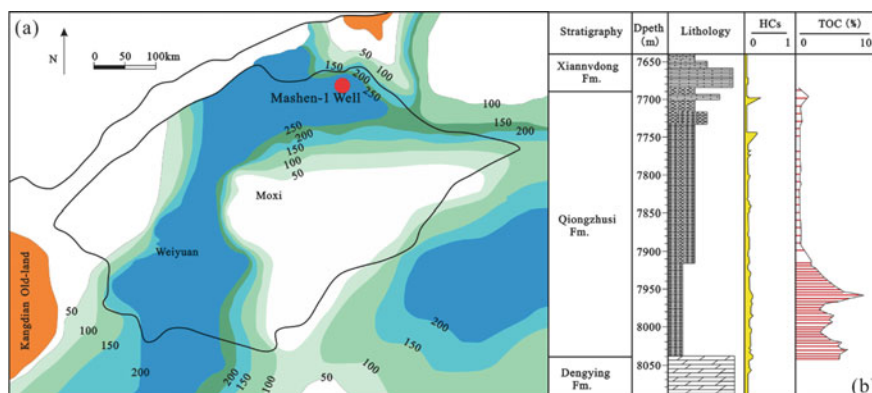 (a)
N
0 50 100km
50
100
150
200
250
Mashen-1 Well
100
150
200
250
200
150
100
50
Moxi
Weiyuan
Kangdian Old-land
50
100
150
200
200
150
100
50
100
150
200
Stratigraphy
Dpeth
(m)
Lithology
HCs
0 1
TOC (%)
0 10
Xiannvdong
Fm.
Qiongzhusi
Fm.
Dengying
Fm.
7650
7700
7750
7800
7850
7900
7950
8000
8050
(b)